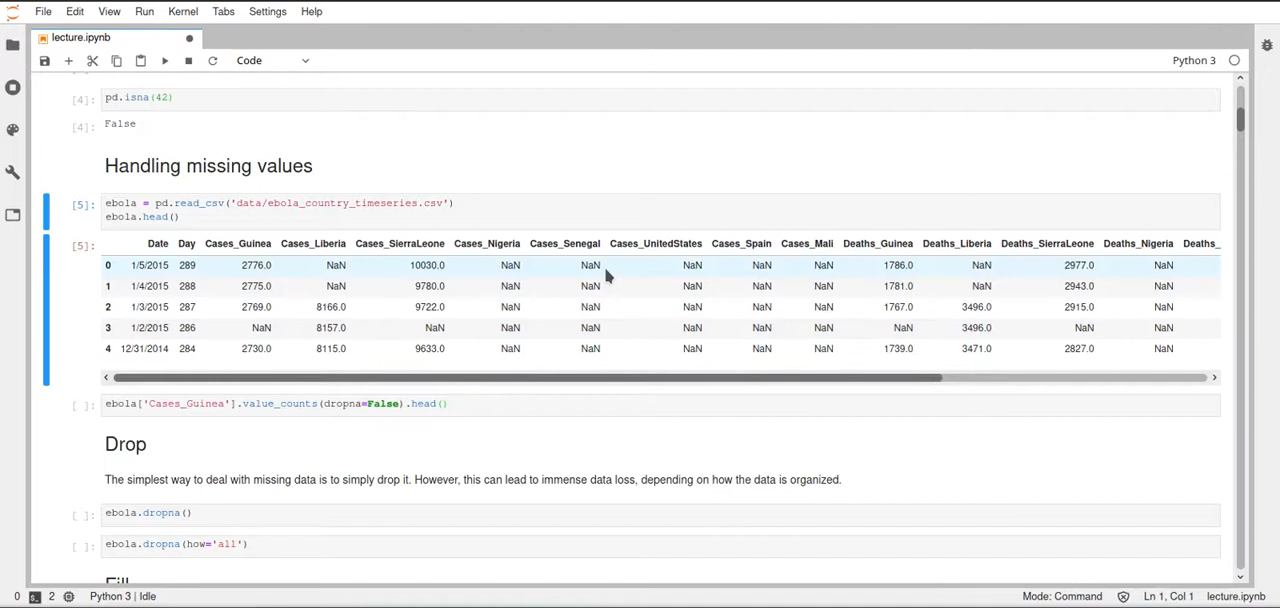 File Edit View Run Kernel Tabs Settings Help
lecture.ipynb
Code
Python 3
[4]: pd.isna(42)
[4]: False
Handling missing values
[5]: ebola = pd.read_csv('data/ebola_country_timeseries.csv')
ebola.head()
[5]: Date Day Cases_Guinea Cases_Liberia Cases_SierraLeone Cases_Nigeria Cases_Senegal Cases_UnitedStates Cases_Spain Cases_Mali Deaths_Guinea Deaths_Liberia Deaths_SierraLeone Deaths_Nigeria Deaths_
0 1/5/2015 289 2776.0 NaN 10030.0 NaN NaN NaN NaN NaN 1786.0 NaN 2977.0 NaN
1 1/4/2015 288 2775.0 NaN 9780.0 NaN NaN NaN NaN NaN 1781.0 NaN 2943.0 NaN
2 1/3/2015 287 2769.0 8166.0 9722.0 NaN NaN NaN NaN NaN 1767.0 3496.0 2915.0 NaN
3 1/2/2015 286 NaN 8157.0 NaN NaN NaN NaN NaN NaN NaN 3496.0 NaN NaN
4 12/31/2014 284 2730.0 8115.0 9633.0 NaN NaN NaN NaN NaN 1739.0 3471.0 2827.0 NaN
[ ]: ebola['Cases_Guinea'].value_counts(dropna=False).head()
Drop
The simplest way to deal with missing data is to simply drop it. However, this can lead to immense data loss, depending on how the data is organized.
[ ]: ebola.dropna()
[ ]: ebola.dropna(how='all')
Fill
0 2 Python 3 | Idle Mode: Command Ln 1, Col 1 lecture.ipynb